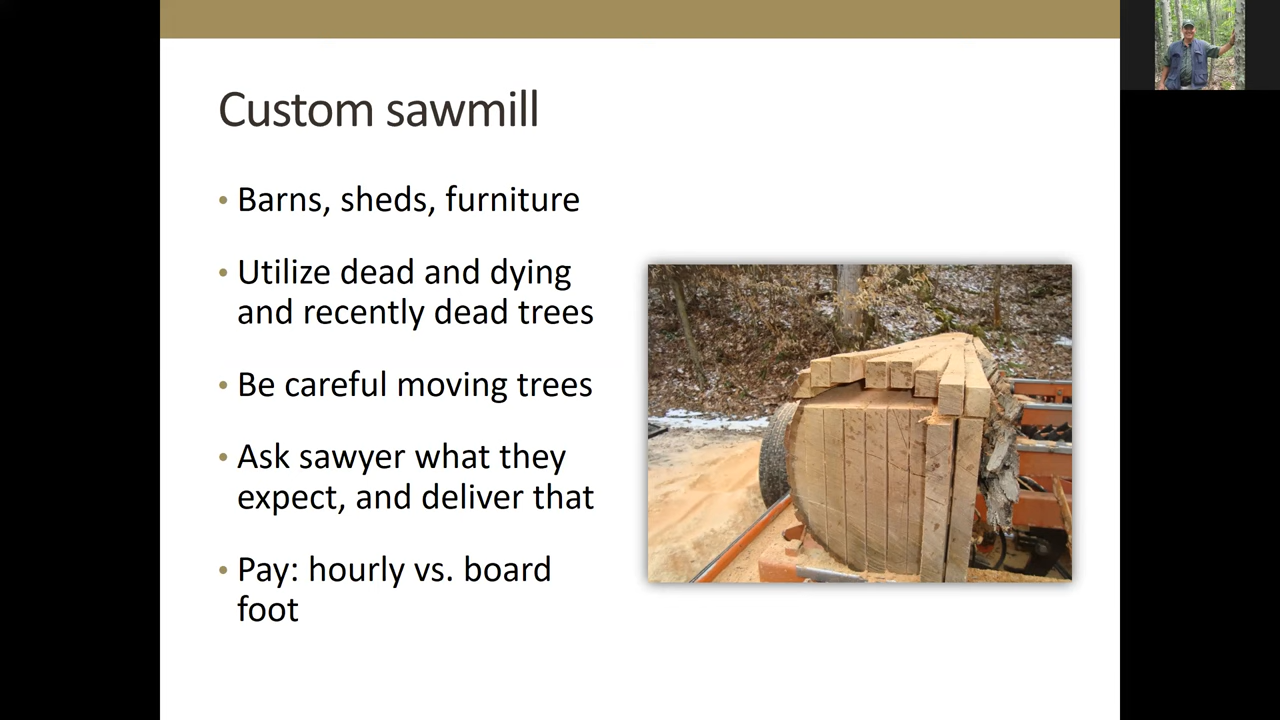 Custom sawmill
• Barns, sheds, furniture
• Utilize dead and dying
and recently dead trees
• Be careful moving trees
• Ask sawyer what they
expect, and deliver that
• Pay: hourly vs. board
foot